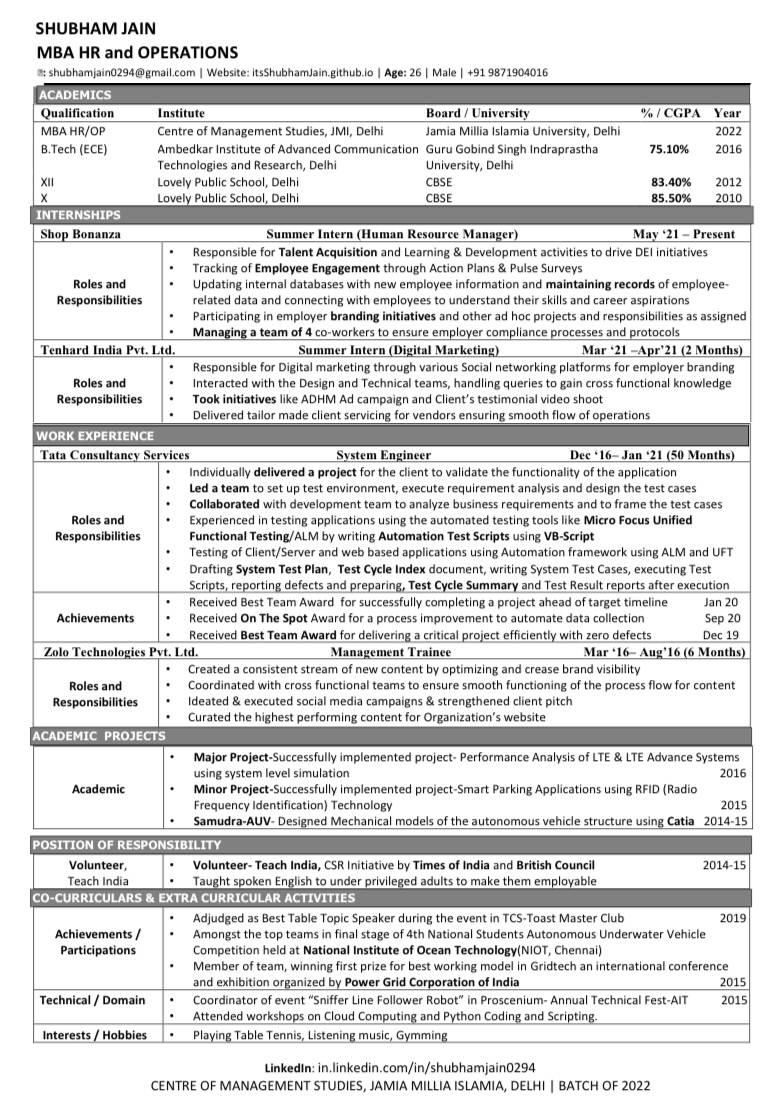 SHUBHAM JAIN
MBA HR and OPERATIONS
: shubhamjain0294@gmail.com | Website: itsShubhamJain.github.io | Age: 26 | Male | +91 9871904016
ACADEMICS
Qualification Institute Board / University % / CGPA Year
MBA HR/OP Centre of Management Studies, JMI, Delhi Jamia Millia Islamia University, Delhi 2022
B.Tech (ECE) Ambedkar Institute of Advanced Communication Guru Gobind Singh Indraprastha 75.10% 2016
Technologies and Research, Delhi University, Delhi
XII Lovely Public School, Delhi CBSE 83.40% 2012
X Lovely Public School, Delhi CBSE 85.50% 2010
INTERNSHIPS
Shop Bonanza Summer Intern (Human Resource Manager) May ‘21 – Present
Roles and Responsibilities
• Responsible for Talent Acquisition and Learning & Development activities to drive DEI initiatives
• Tracking of Employee Engagement through Action Plans & Pulse Surveys
• Updating internal databases with new employee information and maintaining records of employee-
related data and connecting with employees to understand their skills and career aspirations
• Participating in employer branding initiatives and other ad hoc projects and responsibilities as assigned
• Managing a team of 4 co-workers to ensure employer compliance processes and protocols
Tenhard India Pvt. Ltd. Summer Intern (Digital Marketing) Mar ‘21 –Apr’21 (2 Months)
Roles and Responsibilities
• Responsible for Digital marketing through various Social networking platforms for employer branding
• Interacted with the Design and Technical teams, handling queries to gain cross functional knowledge
• Took initiatives like ADHM Ad campaign and Client’s testimonial video shoot
• Delivered tailor made client servicing for vendors ensuring smooth flow of operations
WORK EXPERIENCE
Tata Consultancy Services System Engineer Dec ‘16– Jan ‘21 (50 Months)
Roles and Responsibilities
• Individually delivered a project for the client to validate the functionality of the application
• Led a team to set up test environment, execute requirement analysis and design the test cases
• Collaborated with development team to analyze business requirements and to frame the test cases
• Experienced in testing applications using the automated testing tools like Micro Focus Unified
Functional Testing/ALM by writing Automation Test Scripts using VB-Script
• Testing of Client/Server and web based applications using Automation framework using ALM and UFT
• Drafting System Test Plan, Test Cycle Index document, writing System Test Cases, executing Test
Scripts, reporting defects and preparing, Test Cycle Summary and Test Result reports after execution
Achievements
• Received Best Team Award for successfully completing a project ahead of target timeline Jan 20
• Received On The Spot Award for a process improvement to automate data collection Sep 20
• Received Best Team Award for delivering a critical project efficiently with zero defects Dec 19
Zolo Technologies Pvt. Ltd. Management Trainee Mar ‘16– Aug’16 (6 Months)
Roles and Responsibilities
• Created a consistent stream of new content by optimizing and crease brand visibility
• Coordinated with cross functional teams to ensure smooth functioning of the process flow for content
• Ideated & executed social media campaigns & strengthened client pitch
• Curated the highest performing content for Organization’s website
ACADEMIC PROJECTS
Academic
• Major Project-Successfully implemented project- Performance Analysis of LTE & LTE Advance Systems
using system level simulation 2016
• Minor Project-Successfully implemented project-Smart Parking Applications using RFID (Radio
Frequency Identification) Technology 2015
• Samudra-AUV- Designed Mechanical models of the autonomous vehicle structure using Catia 2014-15
POSITION OF RESPONSIBILITY
Volunteer, Teach India
• Volunteer- Teach India, CSR Initiative by Times of India and British Council 2014-15
• Taught spoken English to under privileged adults to make them employable
CO-CURRICULARS & EXTRA CURRICULAR ACTIVITIES
Achievements / Participations
• Adjudged as Best Table Topic Speaker during the event in TCS-Toast Master Club 2019
• Amongst the top teams in final stage of 4th National Students Autonomous Underwater Vehicle
Competition held at National Institute of Ocean Technology(NIOT, Chennai)
• Member of team, winning first prize for best working model in Gridtech an international conference
and exhibition organized by Power Grid Corporation of India 2015
Technical / Domain
• Coordinator of event “Sniffer Line Follower Robot” in Proscenium- Annual Technical Fest-AIT 2015
• Attended workshops on Cloud Computing and Python Coding and Scripting.
Interests / Hobbies
• Playing Table Tennis, Listening music, Gymming
LinkedIn: in.linkedin.com/in/shubhamjain0294
CENTRE OF MANAGEMENT STUDIES, JAMIA MILLIA ISLAMIA, DELHI | BATCH OF 2022